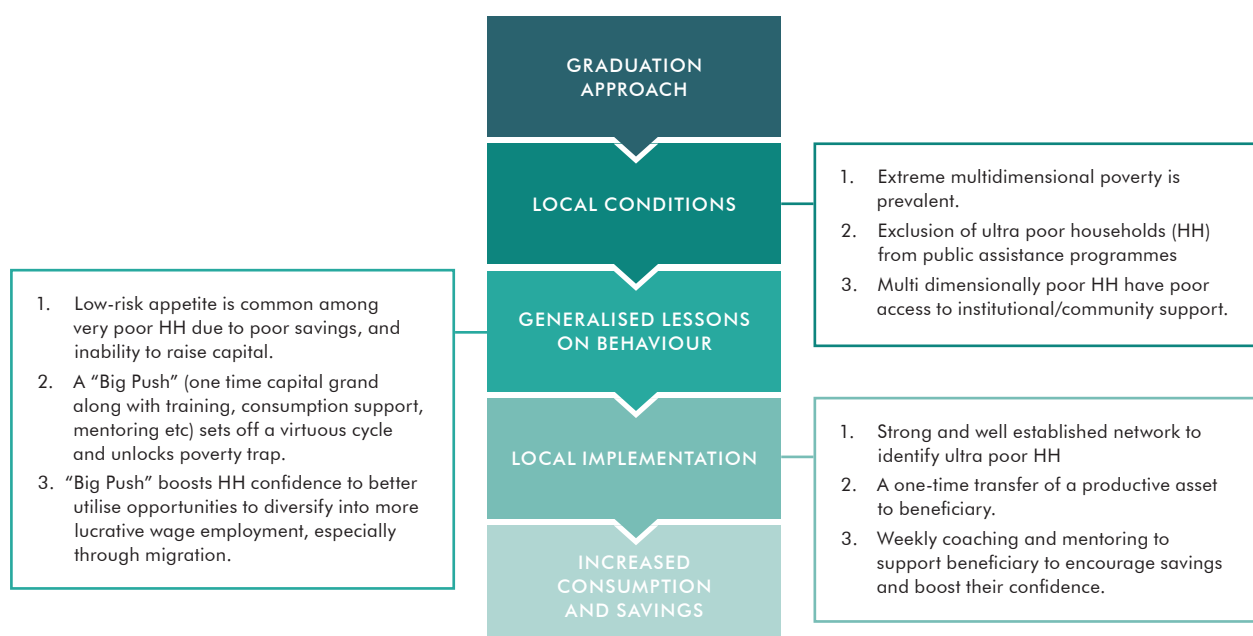 GRADUATION
APPROACH
LOCAL CONDITIONS
1. Extreme multidimensional poverty is
prevalent.
2. Exclusion of ultra poor households (HH)
from public assistance programmes
3. Multi dimensionally poor HH have poor
access to institutional/community support.
GENERALISED LESSONS
ON BEHAVIOUR
1. Low-risk appetite is common among
very poor HH due to poor savings, and
inability to raise capital.
2. A “Big Push” (one time capital grand
along with training, consumption support,
mentoring etc) sets off a virtuous cycle
and unlocks poverty trap.
3. “Big Push” boosts HH confidence to better
utilise opportunities to diversify into more
lucrative wage employment, especially
through migration.
LOCAL IMPLEMENTATION
1. Strong and well established network to
identify ultra poor HH
2. A one-time transfer of a productive asset
to beneficiary.
3. Weekly coaching and mentoring to
support beneficiary to encourage savings
and boost their confidence.
INCREASED
CONSUMPTION
AND SAVINGS